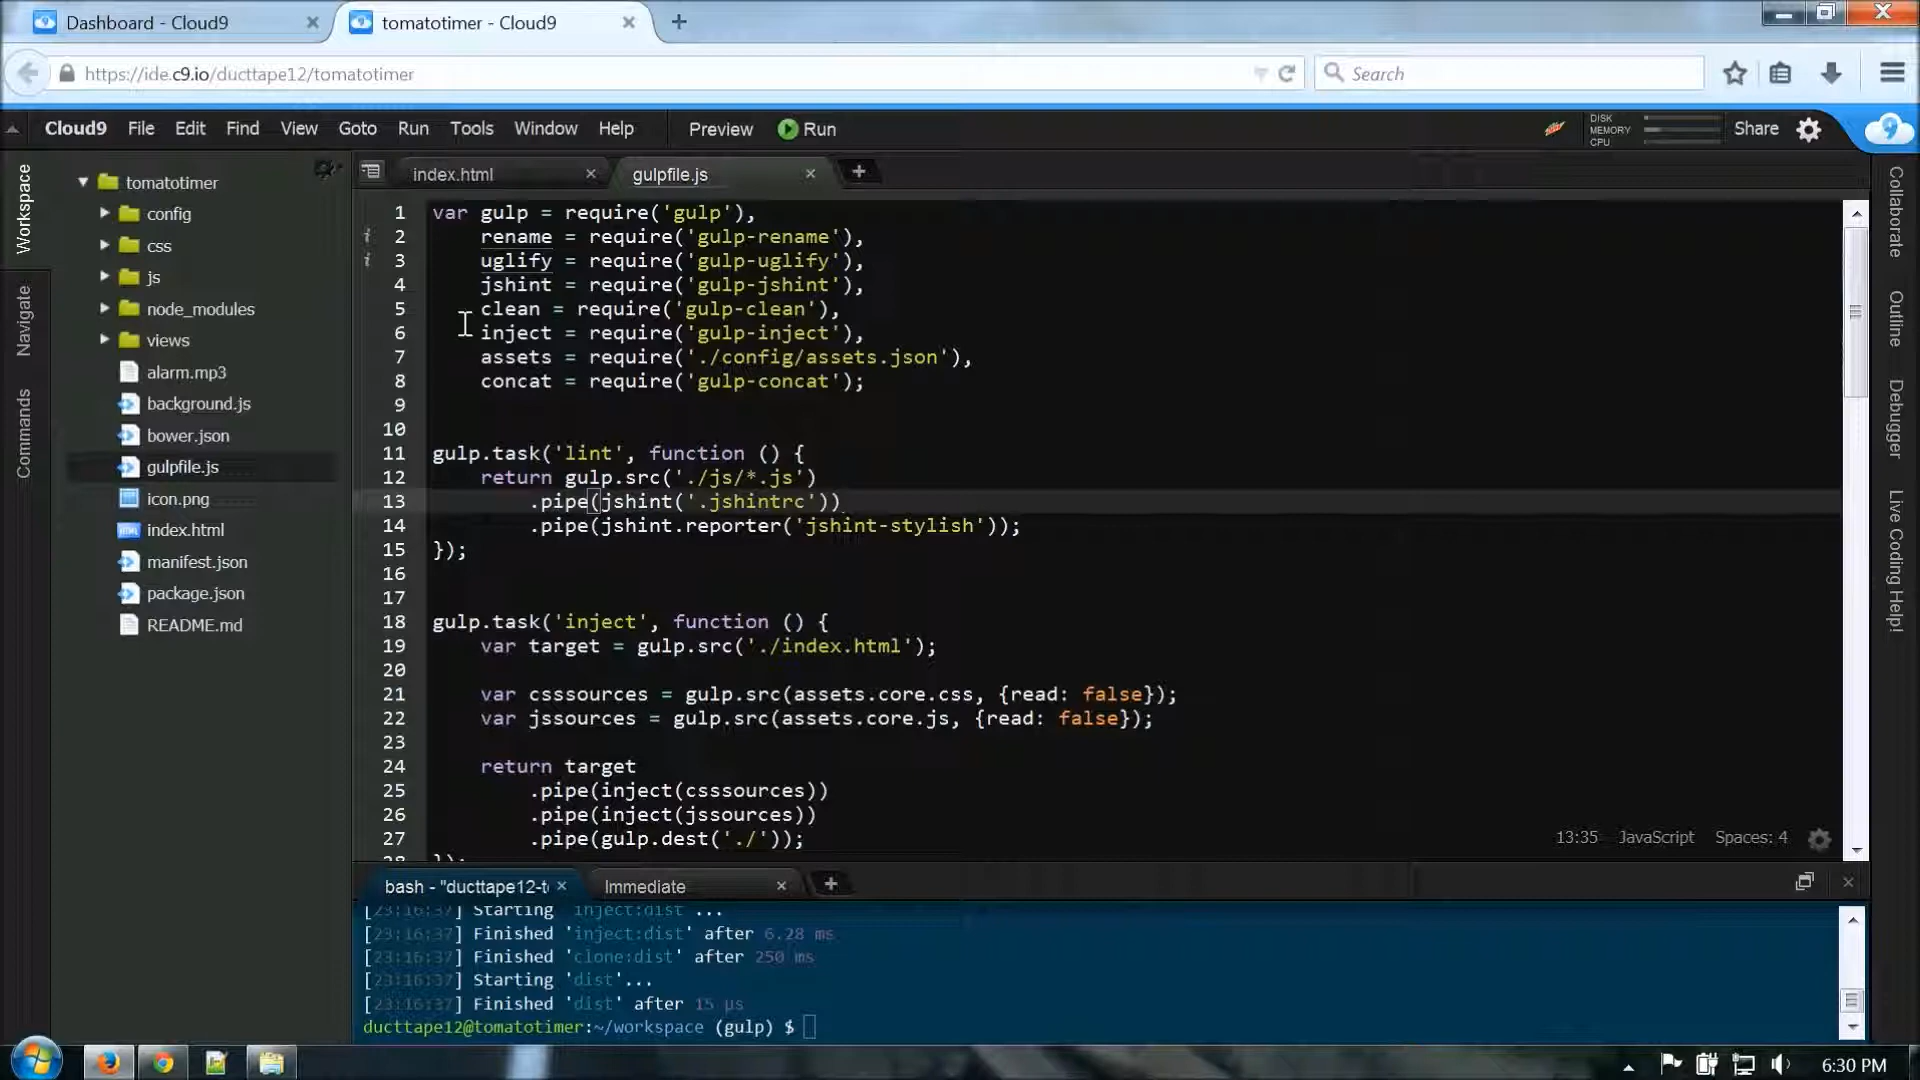 Dashboard - Cloud9
tomatotimer - Cloud9
https://ide.c9.io/ducttape12/tomatotimer
Search
Cloud9 File Edit Find View Goto Run Tools Window Help Preview Run
DISK
MEMORY
CPU
Share
Workspace
Navigate
Commands
tomatotimer
config
css
js
node_modules
views
alarm.mp3
background.js
bower.json
gulpfile.js
icon.png
index.html
manifest.json
package.json
README.md
index.html
gulpfile.js
1 var gulp = require('gulp'),
2 rename = require('gulp-rename'),
3 uglify = require('gulp-uglify'),
4 jshint = require('gulp-jshint'),
5 clean = require('gulp-clean'),
6 inject = require('gulp-inject'),
7 assets = require('./config/assets.json'),
8 concat = require('gulp-concat');
9
10
11 gulp.task('lint', function () {
12 return gulp.src('./js/*.js')
13 .pipe(jshint('.jshintrc'))
14 .pipe(jshint.reporter('jshint-stylish'));
15 });
16
17
18 gulp.task('inject', function () {
19 var target = gulp.src('./index.html');
20
21 var csssources = gulp.src(assets.core.css, {read: false});
22 var jssources = gulp.src(assets.core.js, {read: false});
23
24 return target
25 .pipe(inject(csssources))
26 .pipe(inject(jssources))
27 .pipe(gulp.dest('./'));
28 });
13:35 JavaScript Spaces: 4
Collaborate
Outline
Debugger
Live Coding Help!
bash - "ducttape12-t
Immediate
[23:16:37] Starting 'inject:dist'...
[23:16:37] Finished 'inject:dist' after 6.28 ms
[23:16:37] Finished 'clone:dist' after 250 ms
[23:16:37] Starting 'dist'...
[23:16:37] Finished 'dist' after 15 μs
ducttape12@tomatotimer:~/workspace (gulp) $
6:30 PM